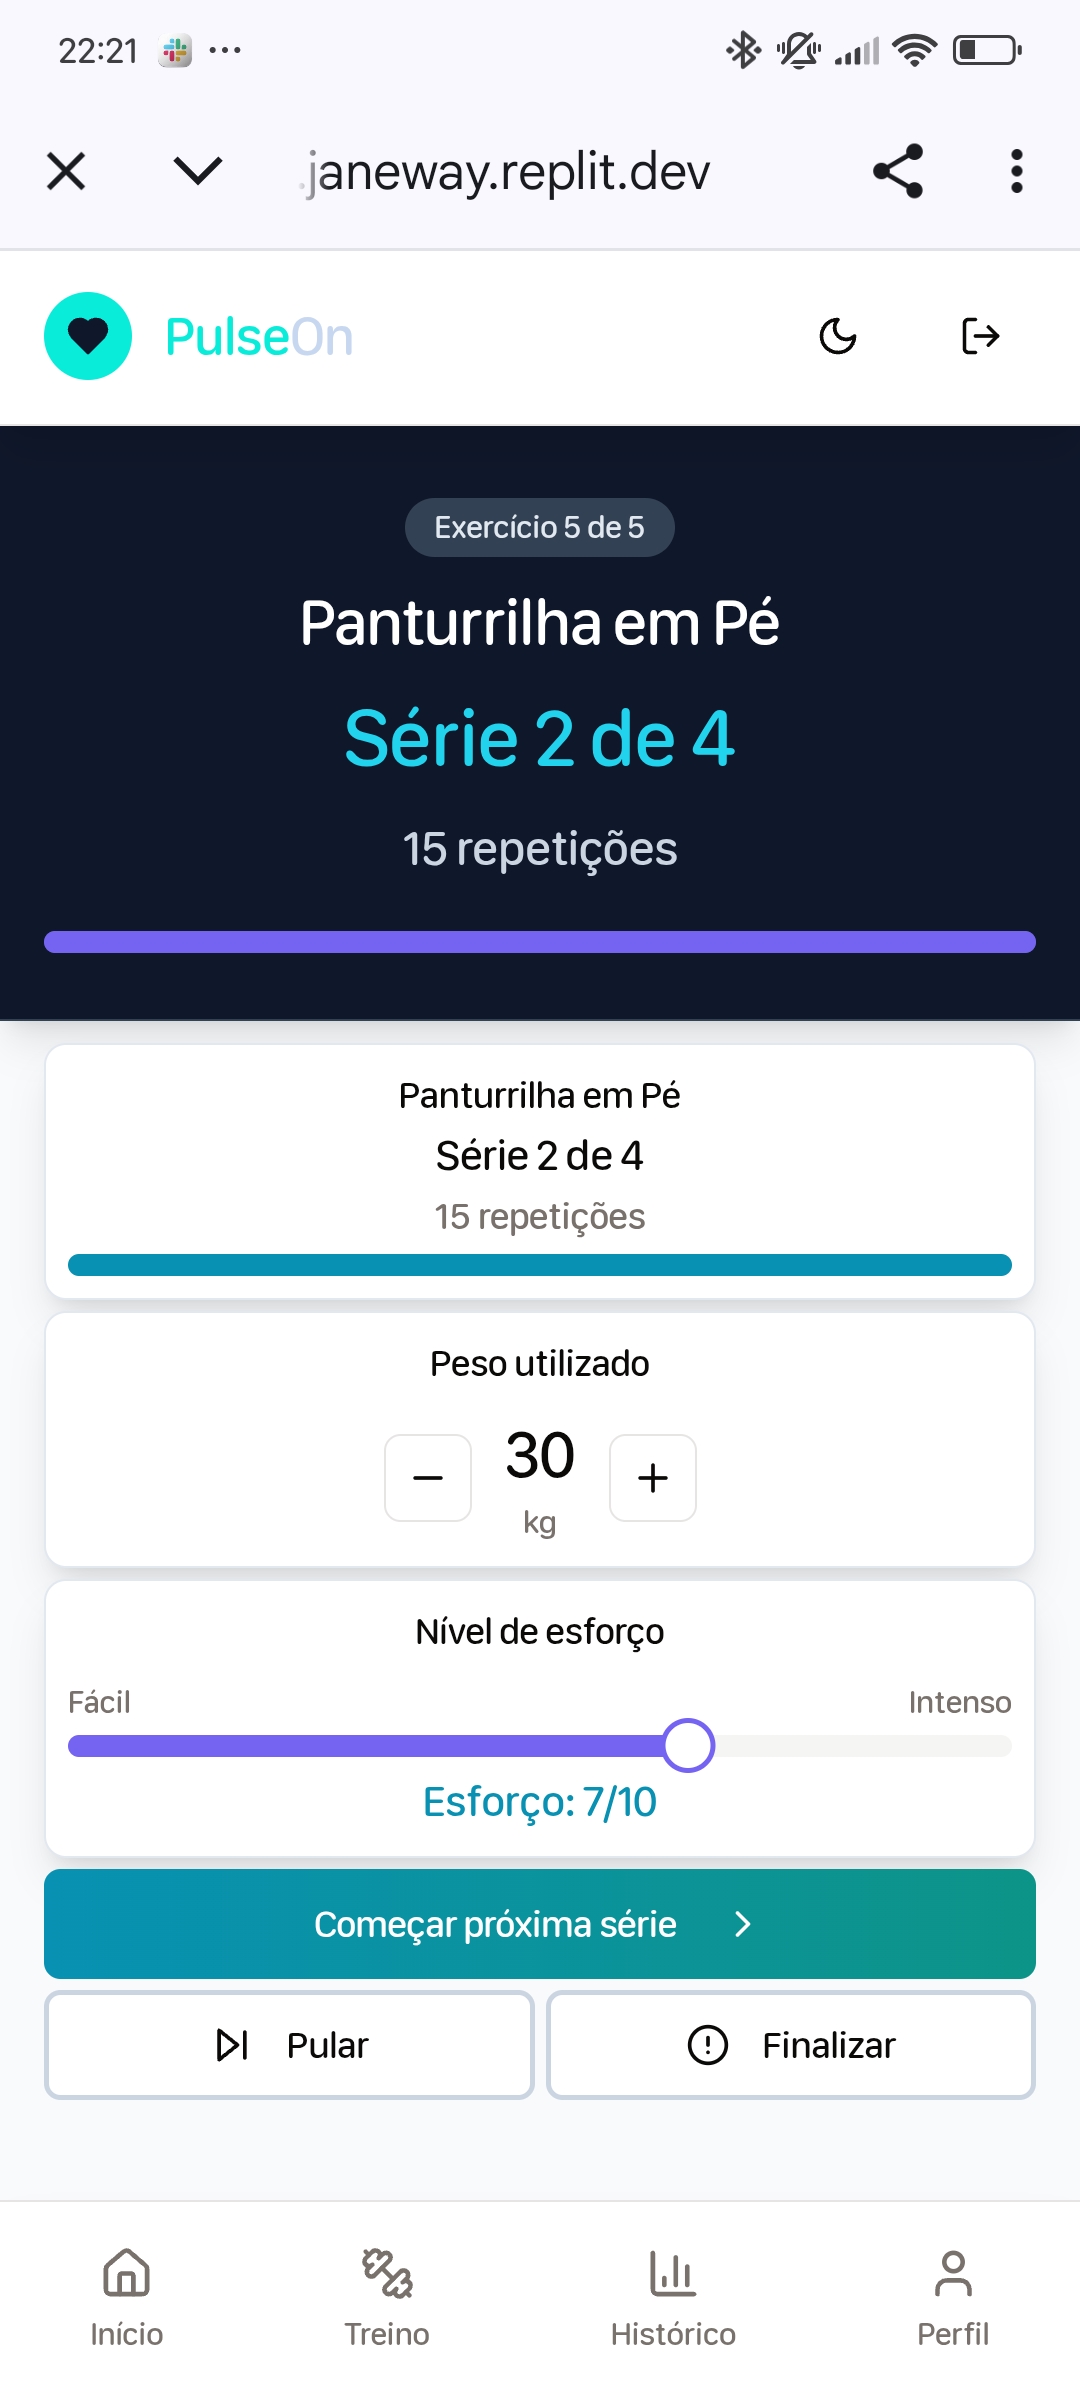 22:21
.janeway.replit.dev
PulseOn
Exercício 5 de 5
Panturrilha em Pé
Série 2 de 4
15 repetições
Panturrilha em Pé
Série 2 de 4
15 repetições
Peso utilizado
30
kg
Nível de esforço
Fácil Intenso
Esforço: 7/10
Começar próxima série
Pular Finalizar
Início Treino Histórico Perfil